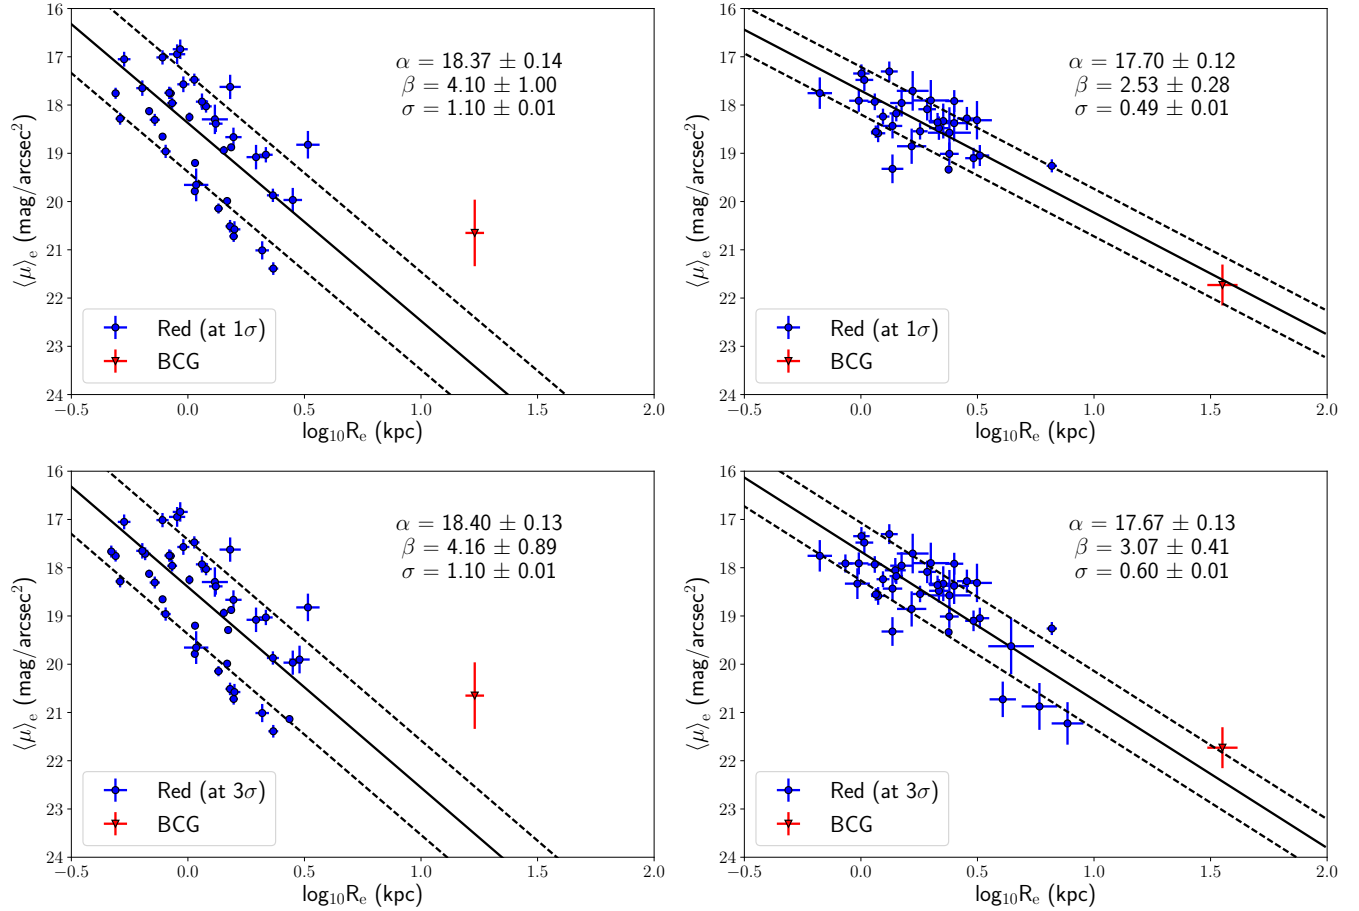 16
17
18
19
20
21
22
23
24
−0.5
0.0
0.5
1.0
1.5
2.0
log₁₀Rₑ (kpc)
⟨μ⟩ₑ (mag/arcsec²)
α = 18.37 ± 0.14
β = 4.10 ± 1.00
σ = 1.10 ± 0.01
Red (at 1σ)
BCG
16
17
18
19
20
21
22
23
24
−0.5
0.0
0.5
1.0
1.5
2.0
log₁₀Rₑ (kpc)
⟨μ⟩ₑ (mag/arcsec²)
α = 17.70 ± 0.12
β = 2.53 ± 0.28
σ = 0.49 ± 0.01
Red (at 1σ)
BCG
16
17
18
19
20
21
22
23
24
−0.5
0.0
0.5
1.0
1.5
2.0
log₁₀Rₑ (kpc)
⟨μ⟩ₑ (mag/arcsec²)
α = 18.40 ± 0.13
β = 4.16 ± 0.89
σ = 1.10 ± 0.01
Red (at 3σ)
BCG
16
17
18
19
20
21
22
23
24
−0.5
0.0
0.5
1.0
1.5
2.0
log₁₀Rₑ (kpc)
⟨μ⟩ₑ (mag/arcsec²)
α = 17.67 ± 0.13
β = 3.07 ± 0.41
σ = 0.60 ± 0.01
Red (at 3σ)
BCG